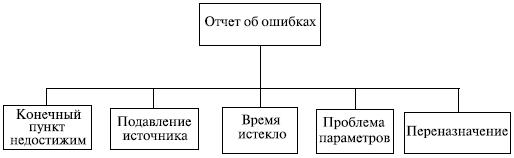 Отчет об ошибках
Конечный
пункт
недостижим
Подавление
источника
Время
истекло
Проблема
параметров
Переназначение